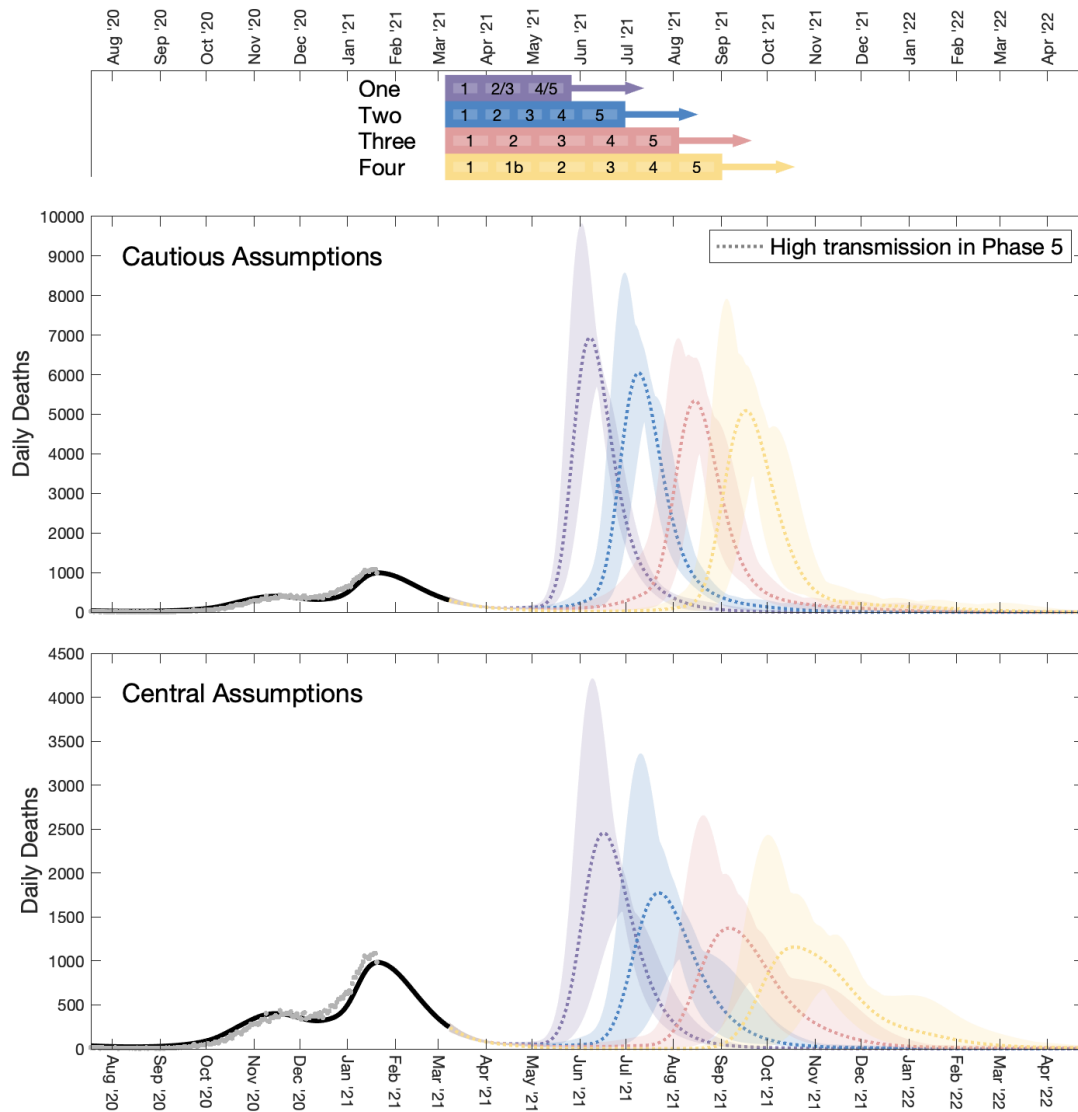 Aug '20 Sep '20 Oct '20 Nov '20 Dec '20 Jan '21 Feb '21 Mar '21 Apr '21 May '21 Jun '21 Jul '21 Aug '21 Sep '21 Oct '21 Nov '21 Dec '21 Jan '22 Feb '22 Mar '22 Apr '22
One 1 2/3 4/5
Two 1 2 3 4 5
Three 1 2 3 4 5
Four 1 1b 2 3 4 5
10000
9000
8000
7000
6000
5000
4000
3000
2000
1000
0
Daily Deaths
Cautious Assumptions
High transmission in Phase 5
4500
4000
3500
3000
2500
2000
1500
1000
500
0
Daily Deaths
Central Assumptions
Aug '20 Sep '20 Oct '20 Nov '20 Dec '20 Jan '21 Feb '21 Mar '21 Apr '21 May '21 Jun '21 Jul '21 Aug '21 Sep '21 Oct '21 Nov '21 Dec '21 Jan '22 Feb '22 Mar '22 Apr '22